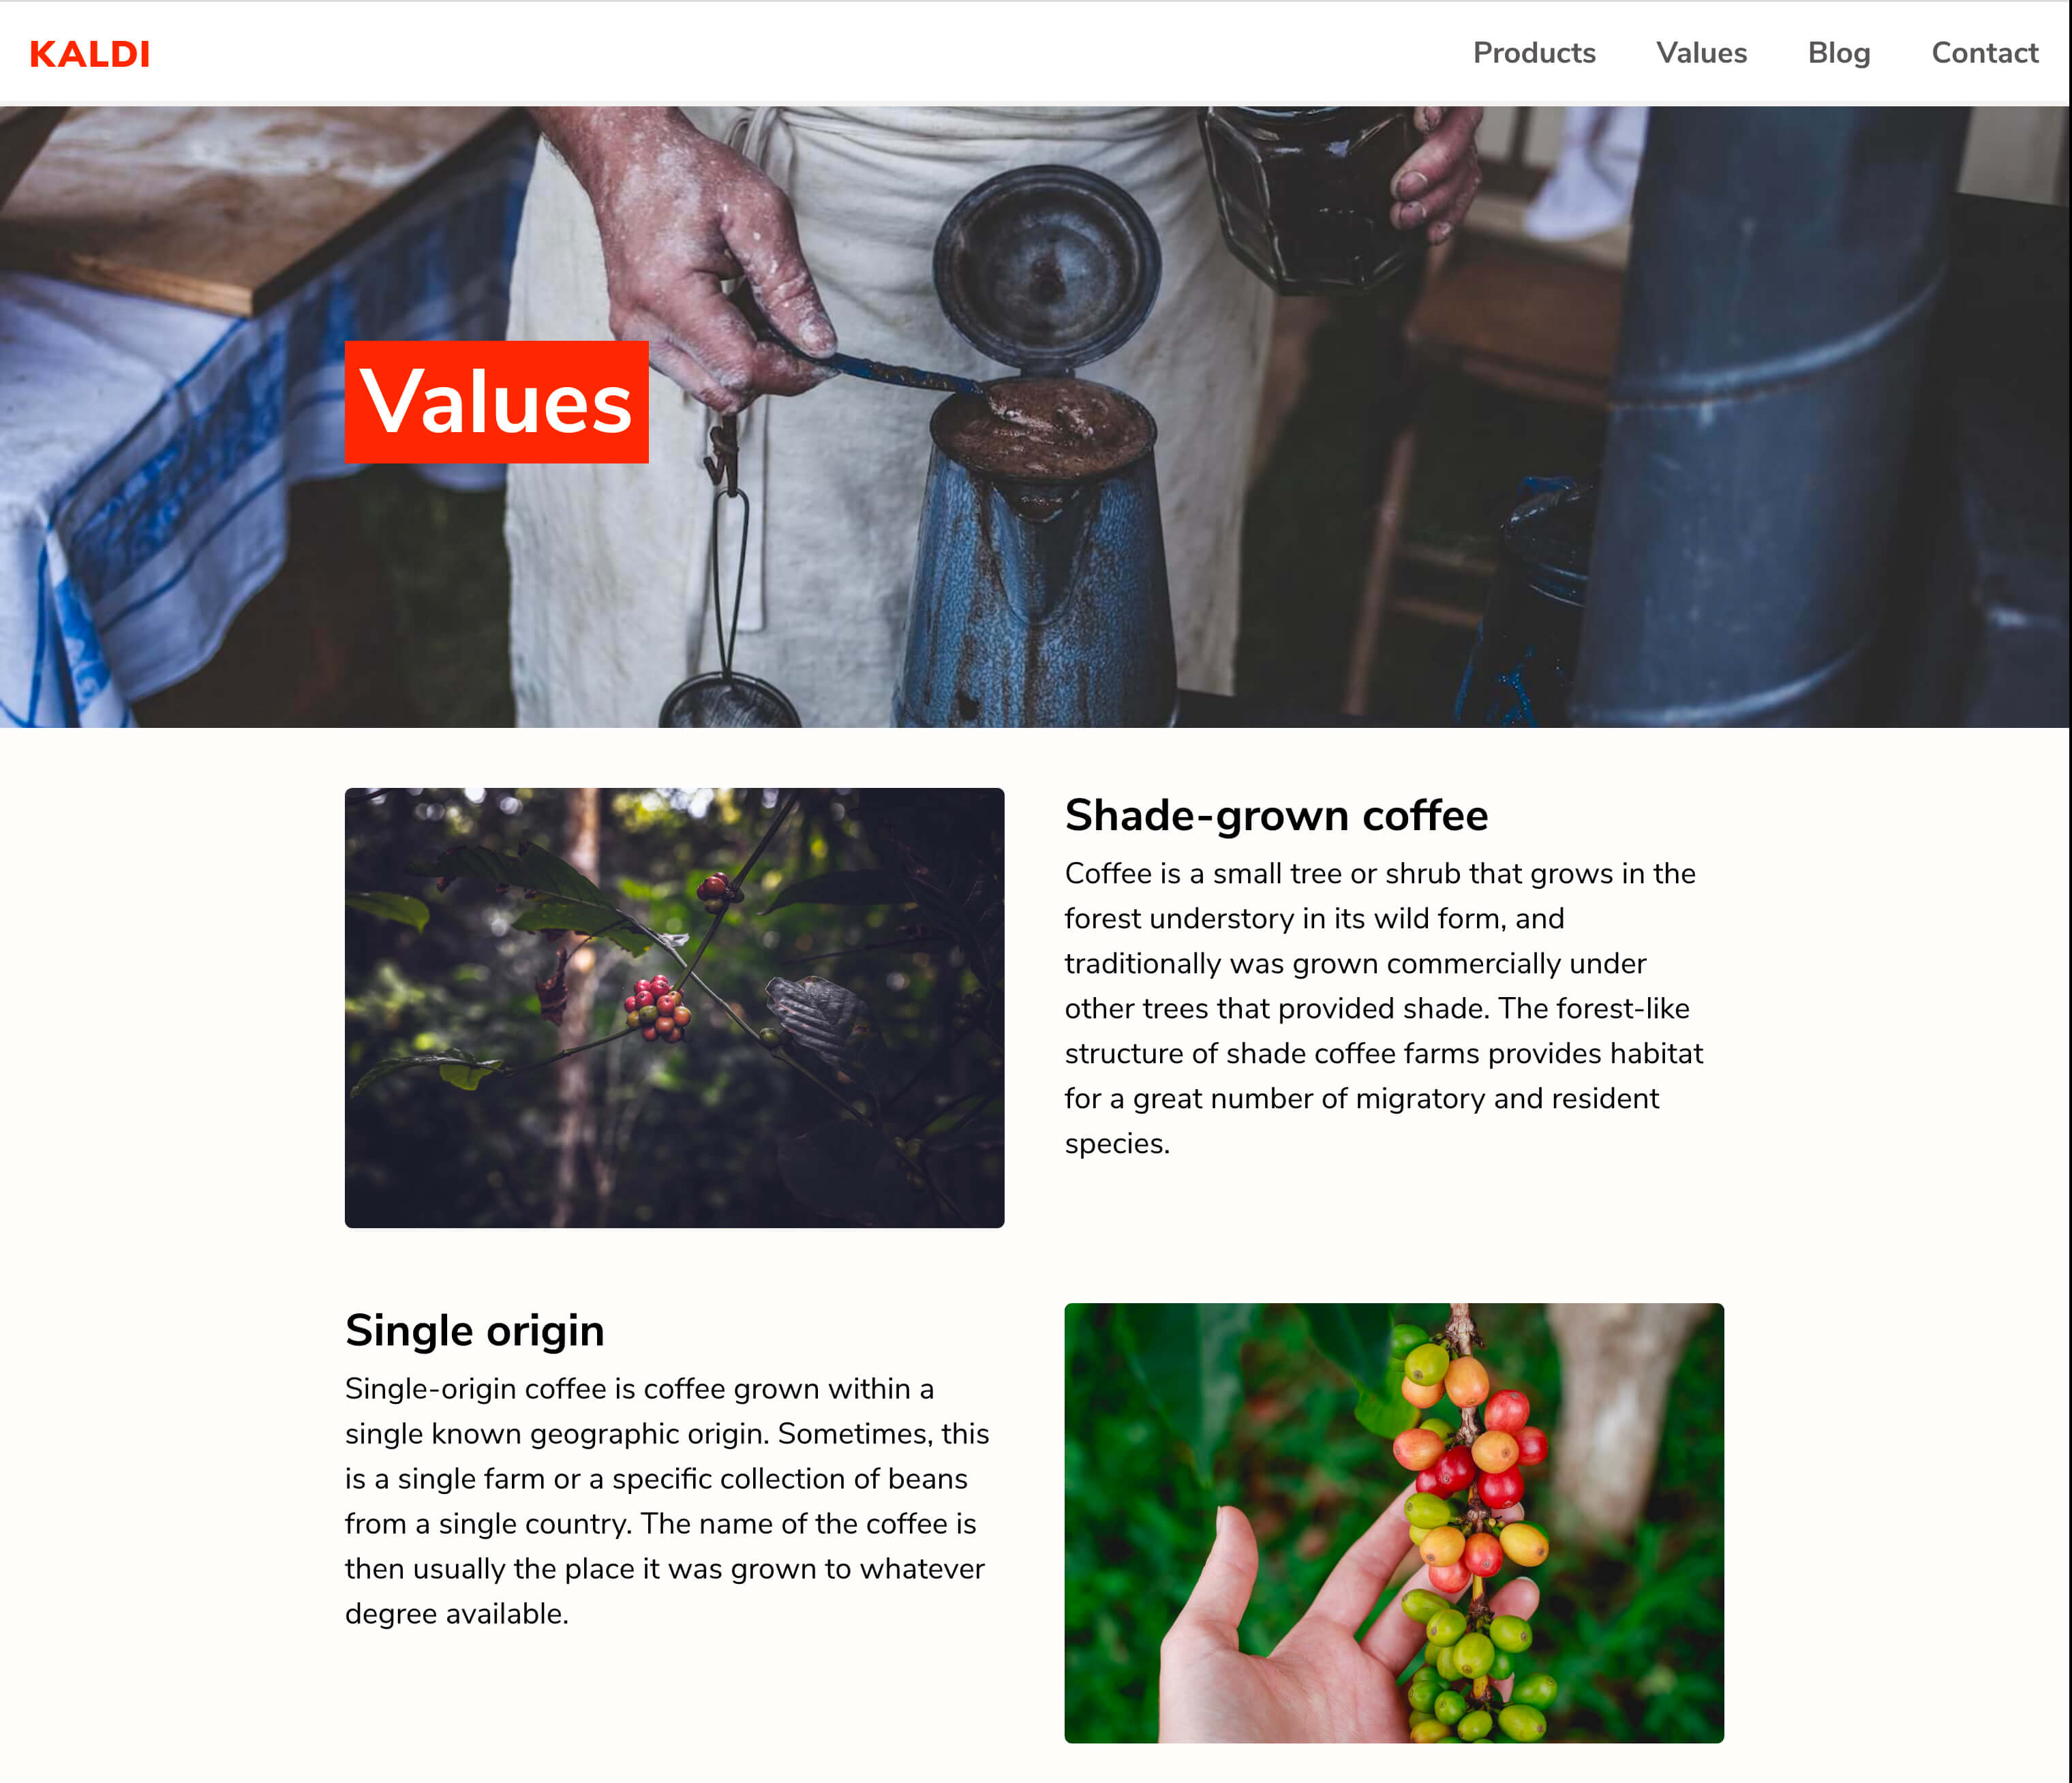 KALDI
Products Values Blog Contact
Values
Shade-grown coffee
Coffee is a small tree or shrub that grows in the
forest understory in its wild form, and
traditionally was grown commercially under
other trees that provided shade. The forest-like
structure of shade coffee farms provides habitat
for a great number of migratory and resident
species.
Single origin
Single-origin coffee is coffee grown within a
single known geographic origin. Sometimes, this
is a single farm or a specific collection of beans
from a single country. The name of the coffee is
then usually the place it was grown to whatever
degree available.